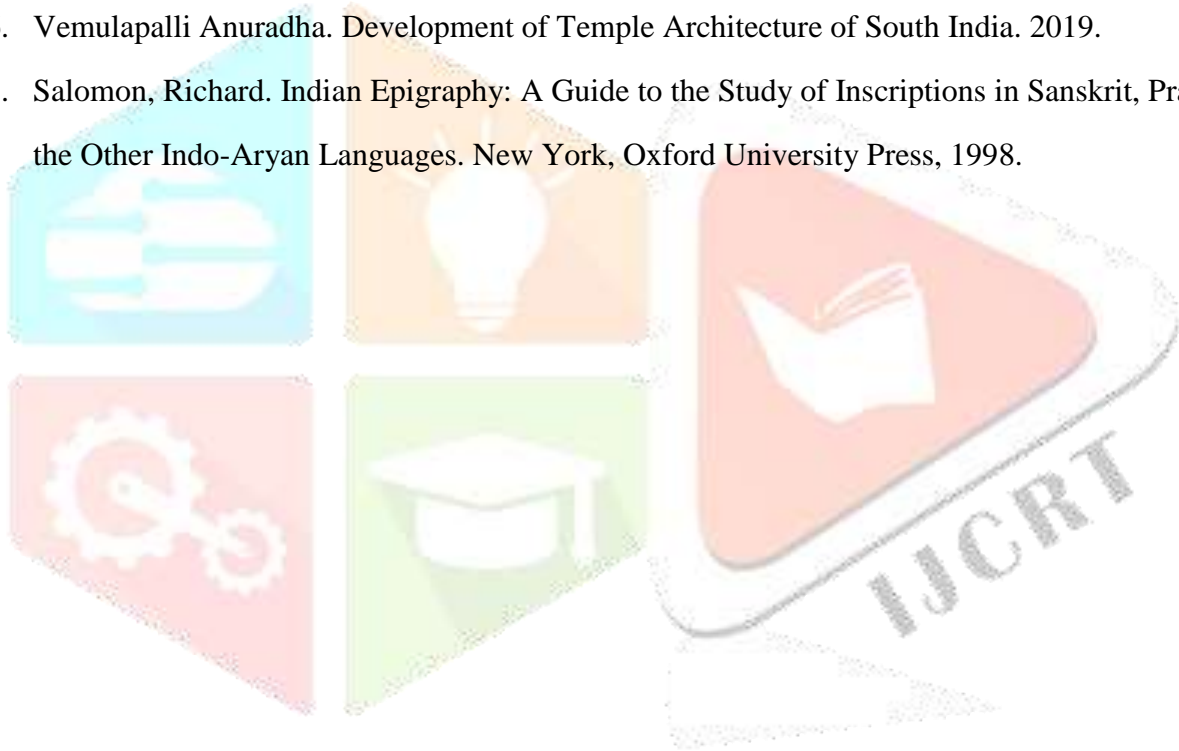 . Vemulapalli Anuradha. Development of Temple Architecture of South India. 2019.
. Salomon, Richard. Indian Epigraphy: A Guide to the Study of Inscriptions in Sanskrit,
the Other Indo-Aryan Languages. New York, Oxford University Press, 1998.
IJCRT